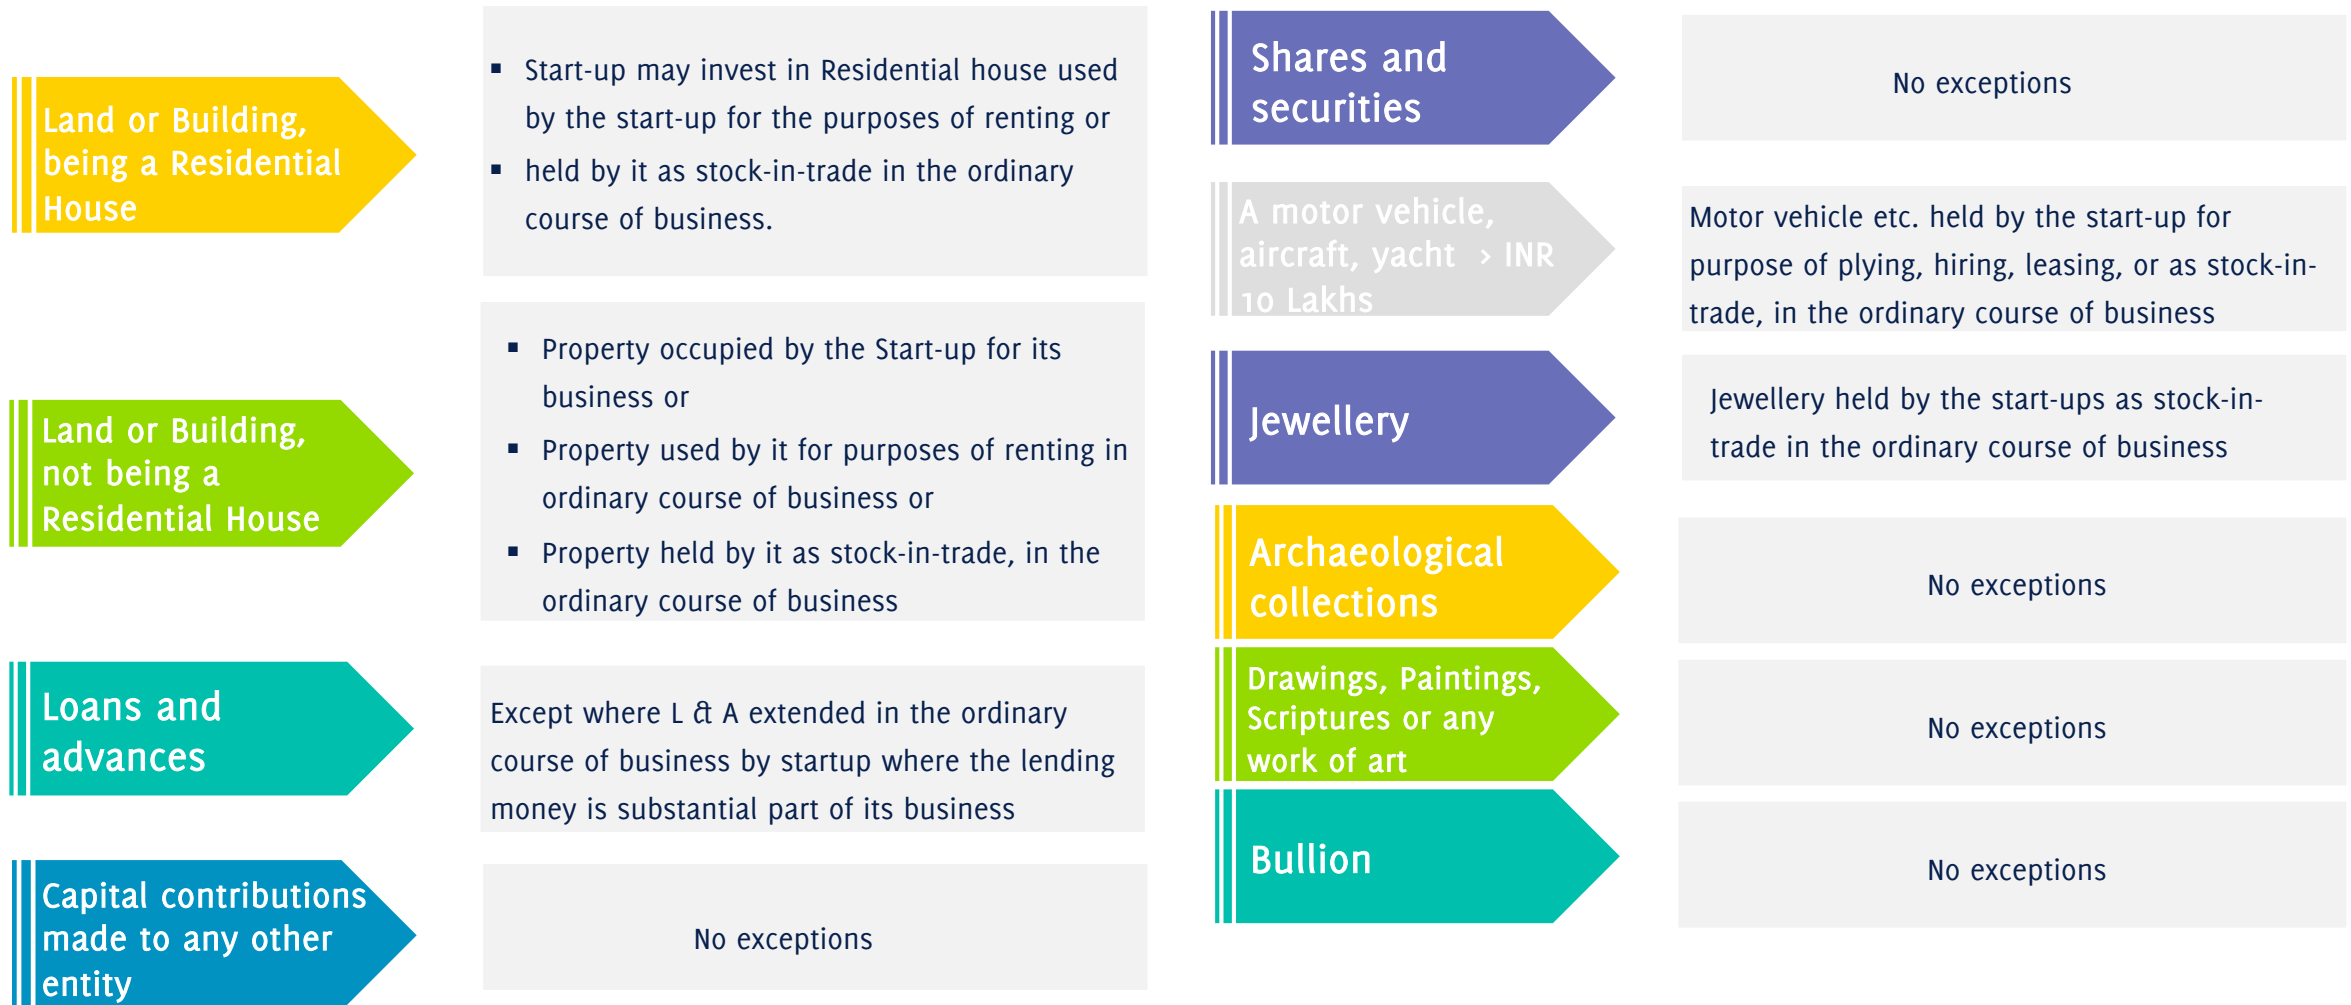 Land or Building,
being a Residential
House
▪ Start-up may invest in Residential house used
by the start-up for the purposes of renting or
▪ held by it as stock-in-trade in the ordinary
course of business.
Land or Building,
not being a
Residential House
▪ Property occupied by the Start-up for its
business or
▪ Property used by it for purposes of renting in
ordinary course of business or
▪ Property held by it as stock-in-trade, in the
ordinary course of business
Loans and
advances
Except where L & A extended in the ordinary
course of business by startup where the lending
money is substantial part of its business
Capital contributions
made to any other
entity
No exceptions
Shares and
securities
No exceptions
A motor vehicle,
aircraft, yacht > INR
10 Lakhs
Motor vehicle etc. held by the start-up for
purpose of plying, hiring, leasing, or as stock-in-
trade, in the ordinary course of business
Jewellery
Jewellery held by the start-ups as stock-in-
trade in the ordinary course of business
Archaeological
collections
No exceptions
Drawings, Paintings,
Scriptures or any
work of art
No exceptions
Bullion
No exceptions